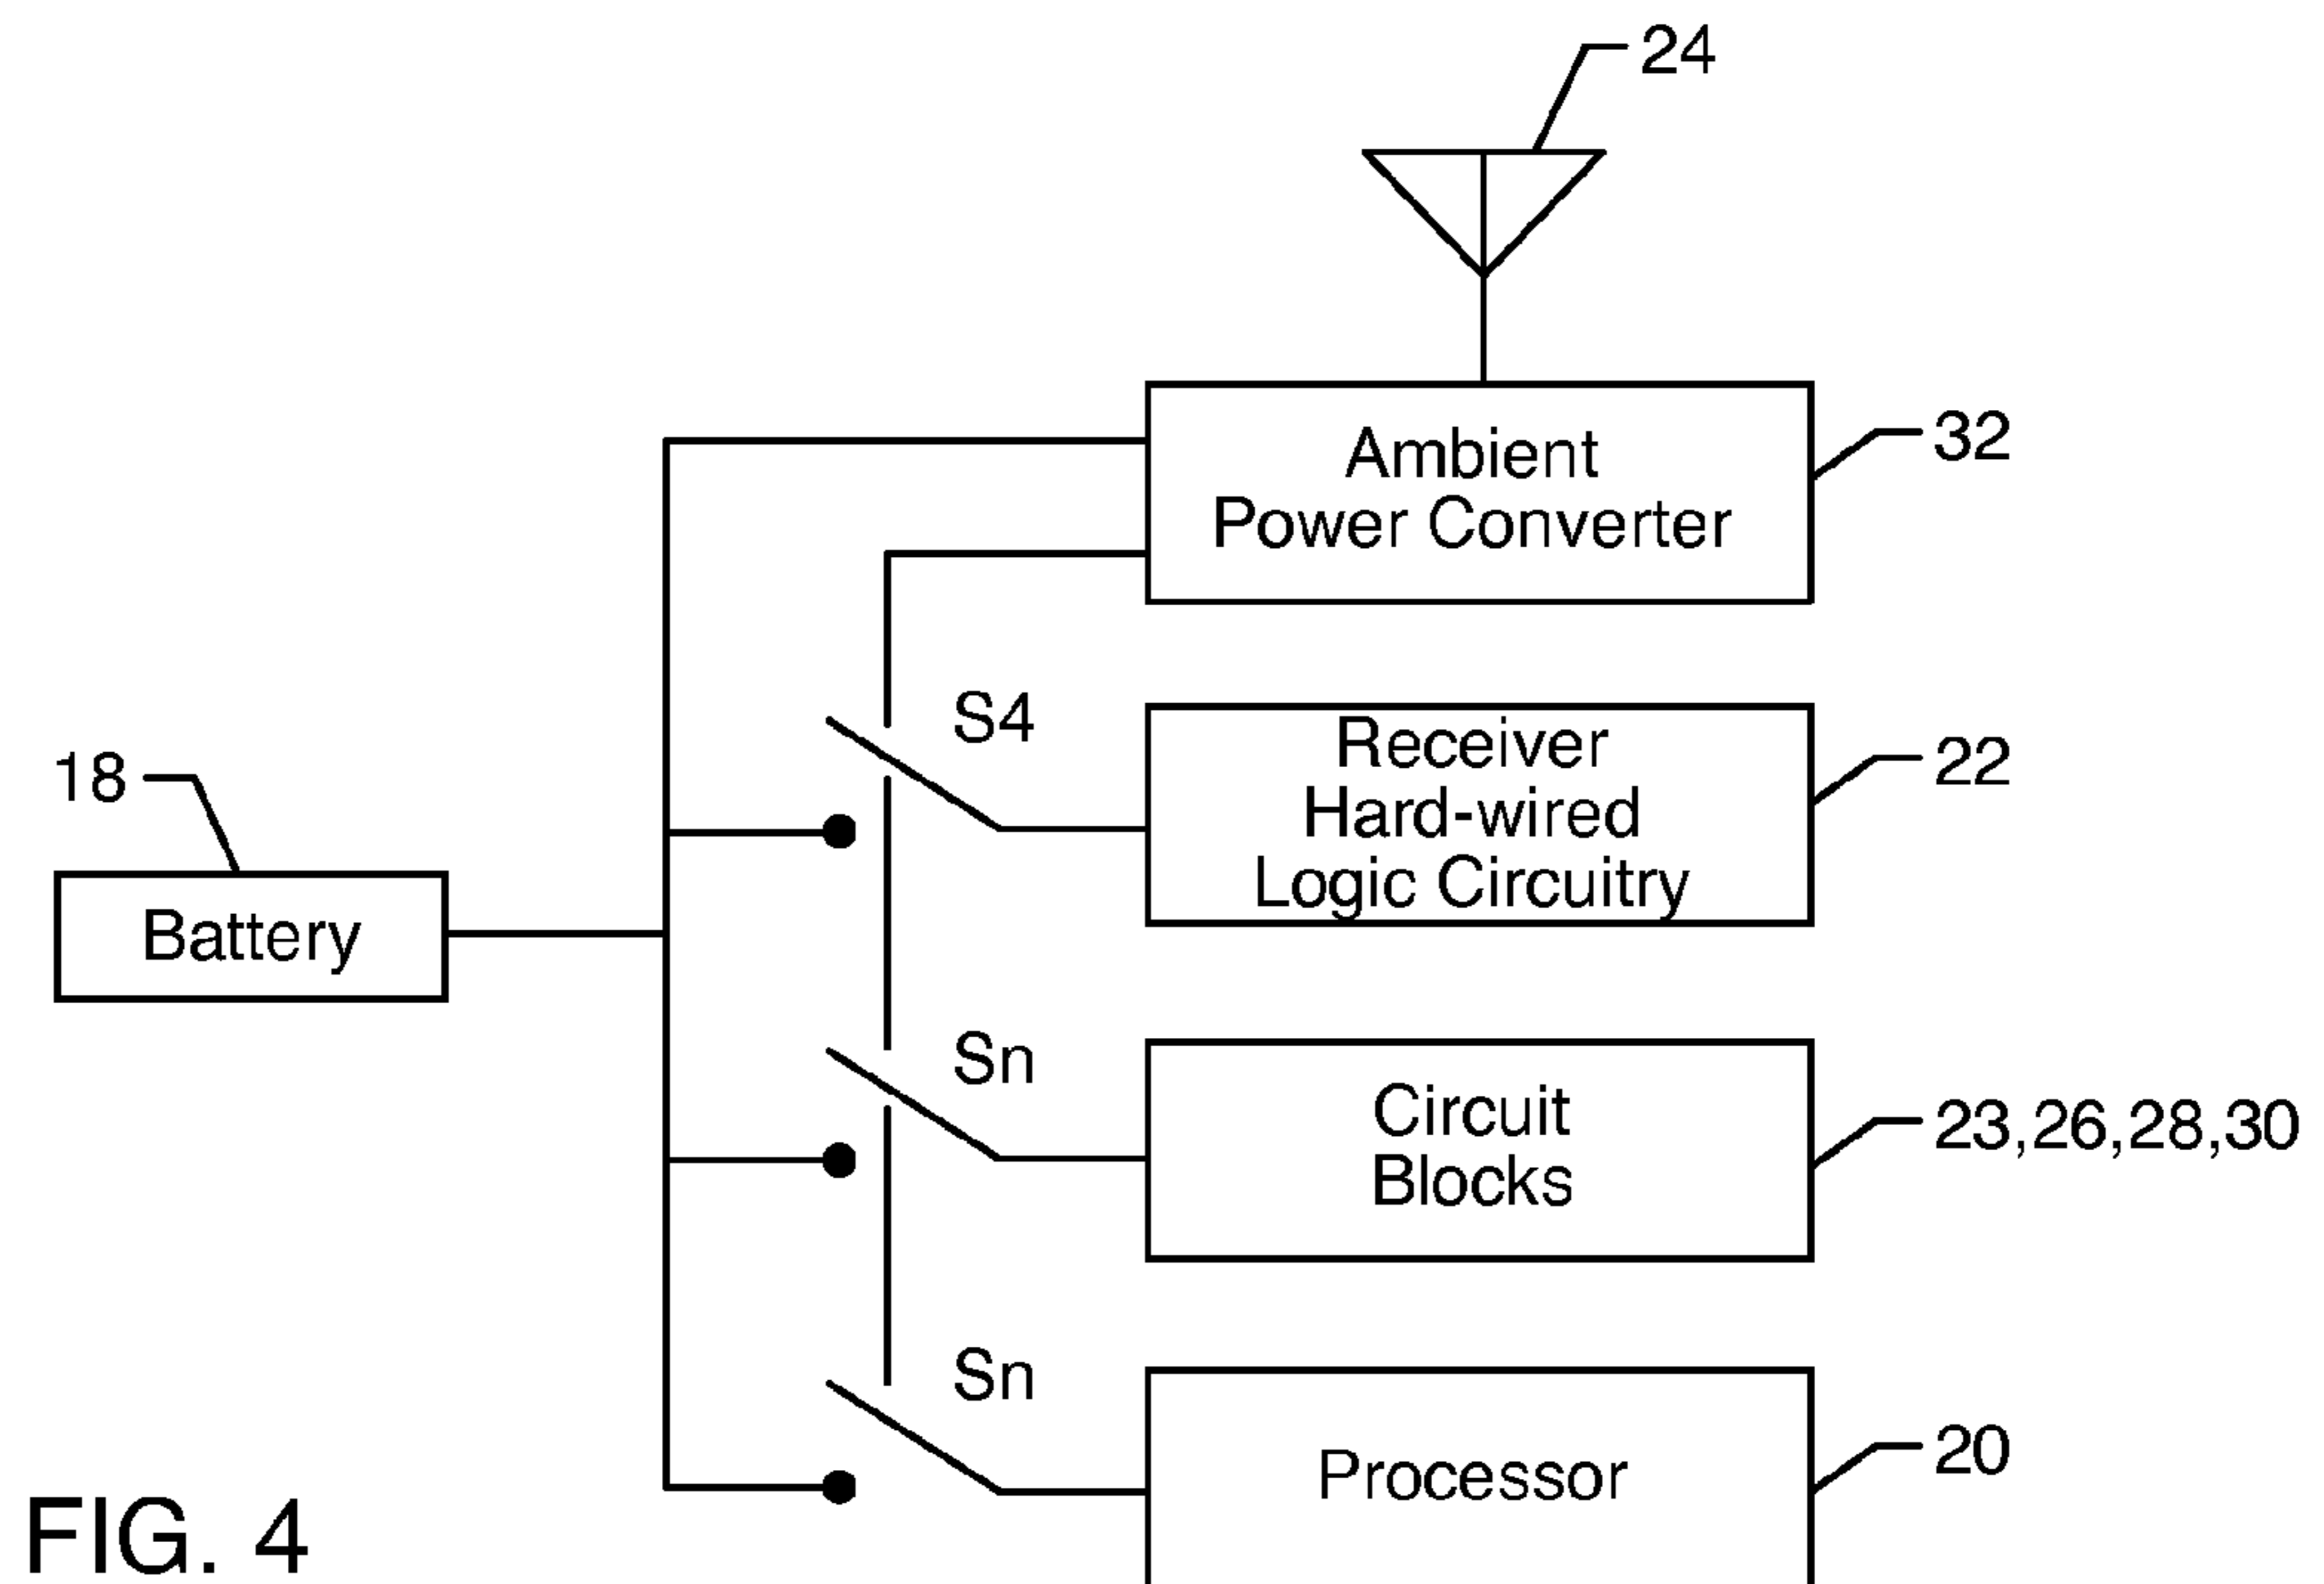 24
Ambient
Power Converter
32
S4
Receiver
Hard-wired
Logic Circuitry
22
18
Battery
Sn
Circuit
Blocks
23,26,28,30
Sn
Processor
20
FIG. 4